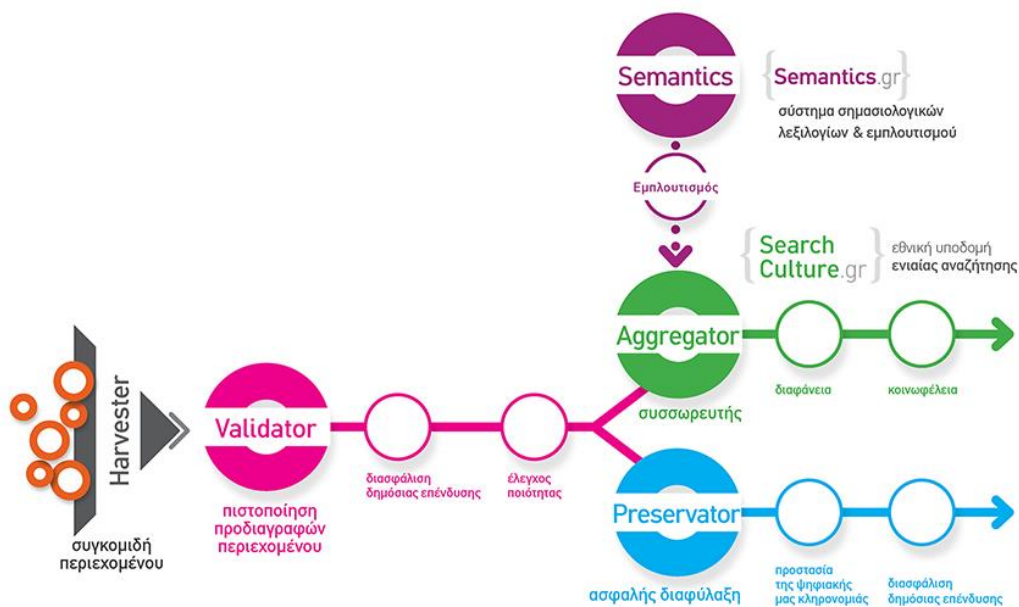 Semantics
{Semantics.gr}
σύστημα σημασιολογικών
λεξιλογίων & εμπλουτισμού
Εμπλουτισμός
{Search
Culture.gr}
εθνική υποδομή
ενιαίας αναζήτησης
Aggregator
συσσωρευτής
διαφάνεια
κοινωφέλεια
Harvester
συγκομιδή
περιεχομένου
Validator
πιστοποίηση
προδιαγραφών
περιεχομένου
διασφάλιση
δημόσιας επένδυσης
έλεγχος
ποιότητας
Preservator
ασφαλής διαφύλαξη
προστασία
της ψηφιακής
μας κληρονομιάς
διασφάλιση
δημόσιας επένδυσης